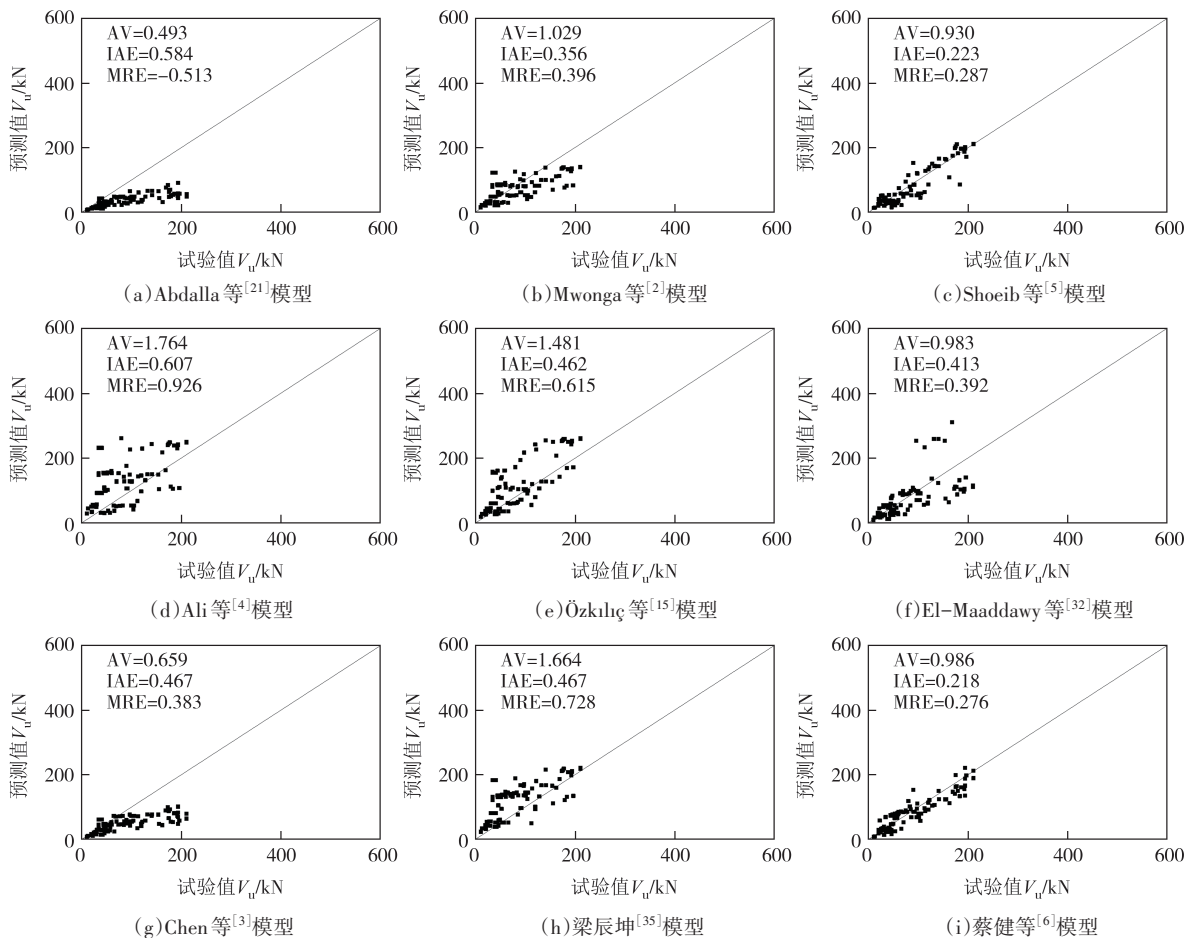 600
AV=0.493
IAE=0.584
MRE=-0.513
400
200
0
0 200 400 600
预测值Vu/kN
试验值Vu/kN
(a)Abdalla等[21]模型
600
AV=1.029
IAE=0.356
MRE=0.396
400
200
0
0 200 400 600
预测值Vu/kN
试验值Vu/kN
(b)Mwonga等[2]模型
600
AV=0.930
IAE=0.223
MRE=0.287
400
200
0
0 200 400 600
预测值Vu/kN
试验值Vu/kN
(c)Shoeib等[5]模型
600
AV=1.764
IAE=0.607
MRE=0.926
400
200
0
0 200 400 600
预测值Vu/kN
试验值Vu/kN
(d)Ali等[4]模型
600
AV=1.481
IAE=0.462
MRE=0.615
400
200
0
0 200 400 600
预测值Vu/kN
试验值Vu/kN
(e)Özkılıç等[15]模型
600
AV=0.983
IAE=0.413
MRE=0.392
400
200
0
0 200 400 600
预测值Vu/kN
试验值Vu/kN
(f)El-Maaddawy等[32]模型
600
AV=0.659
IAE=0.467
MRE=0.383
400
200
0
0 200 400 600
预测值Vu/kN
试验值Vu/kN
(g)Chen等[3]模型
600
AV=1.664
IAE=0.467
MRE=0.728
400
200
0
0 200 400 600
预测值Vu/kN
试验值Vu/kN
(h)梁辰坤[35]模型
600
AV=0.986
IAE=0.218
MRE=0.276
400
200
0
0 200 400 600
预测值Vu/kN
试验值Vu/kN
(i)蔡健等[6]模型